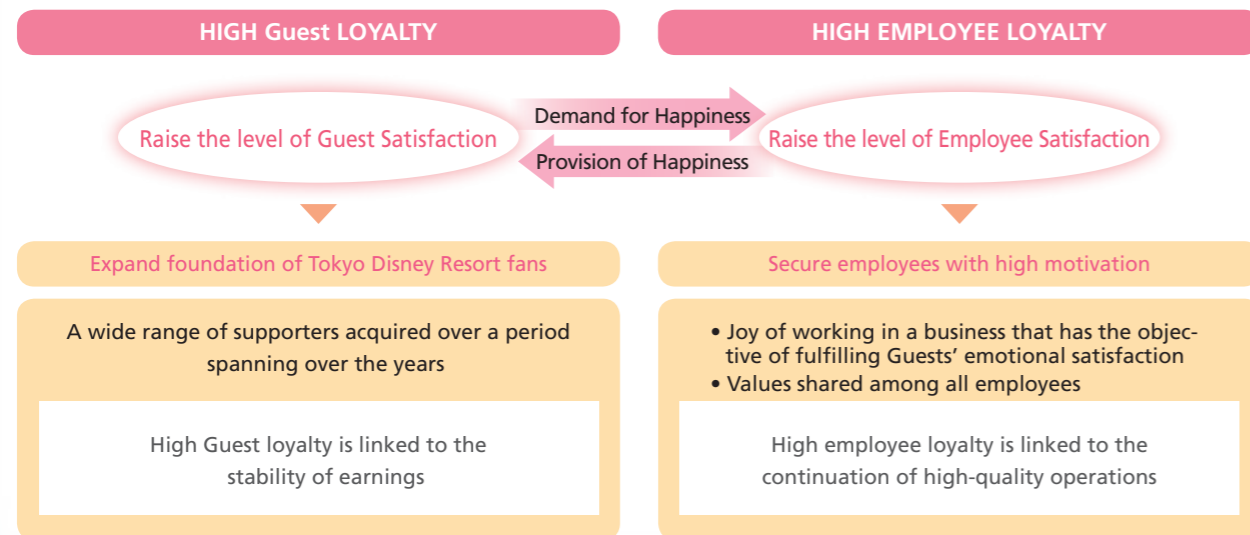 HIGH Guest LOYALTY
HIGH EMPLOYEE LOYALTY
Raise the level of Guest Satisfaction
Demand for Happiness
Provision of Happiness
Raise the level of Employee Satisfaction
Expand foundation of Tokyo Disney Resort fans
A wide range of supporters acquired over a period
spanning over the years
High Guest loyalty is linked to the
stability of earnings
Secure employees with high motivation
• Joy of working in a business that has the objec-
tive of fulfilling Guests’ emotional satisfaction
• Values shared among all employees
High employee loyalty is linked to the
continuation of high-quality operations